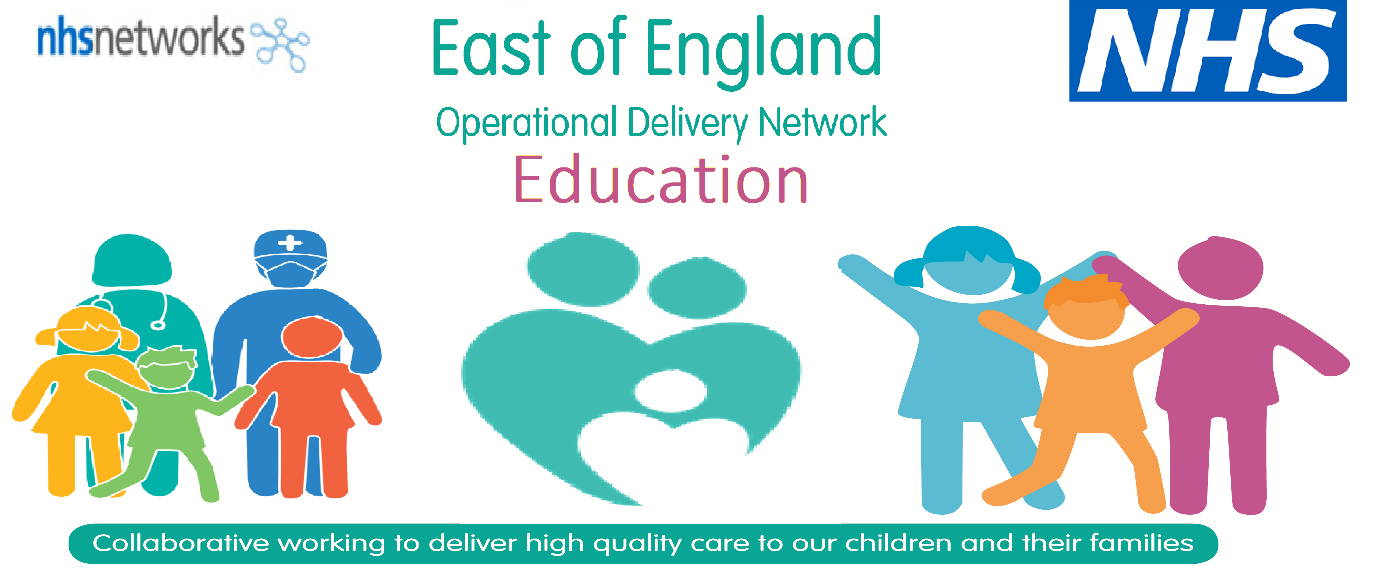 nhsnetworks
East of England
NHS
Operational Delivery Network
Education
Collaborative working to deliver high quality care to our children and their families